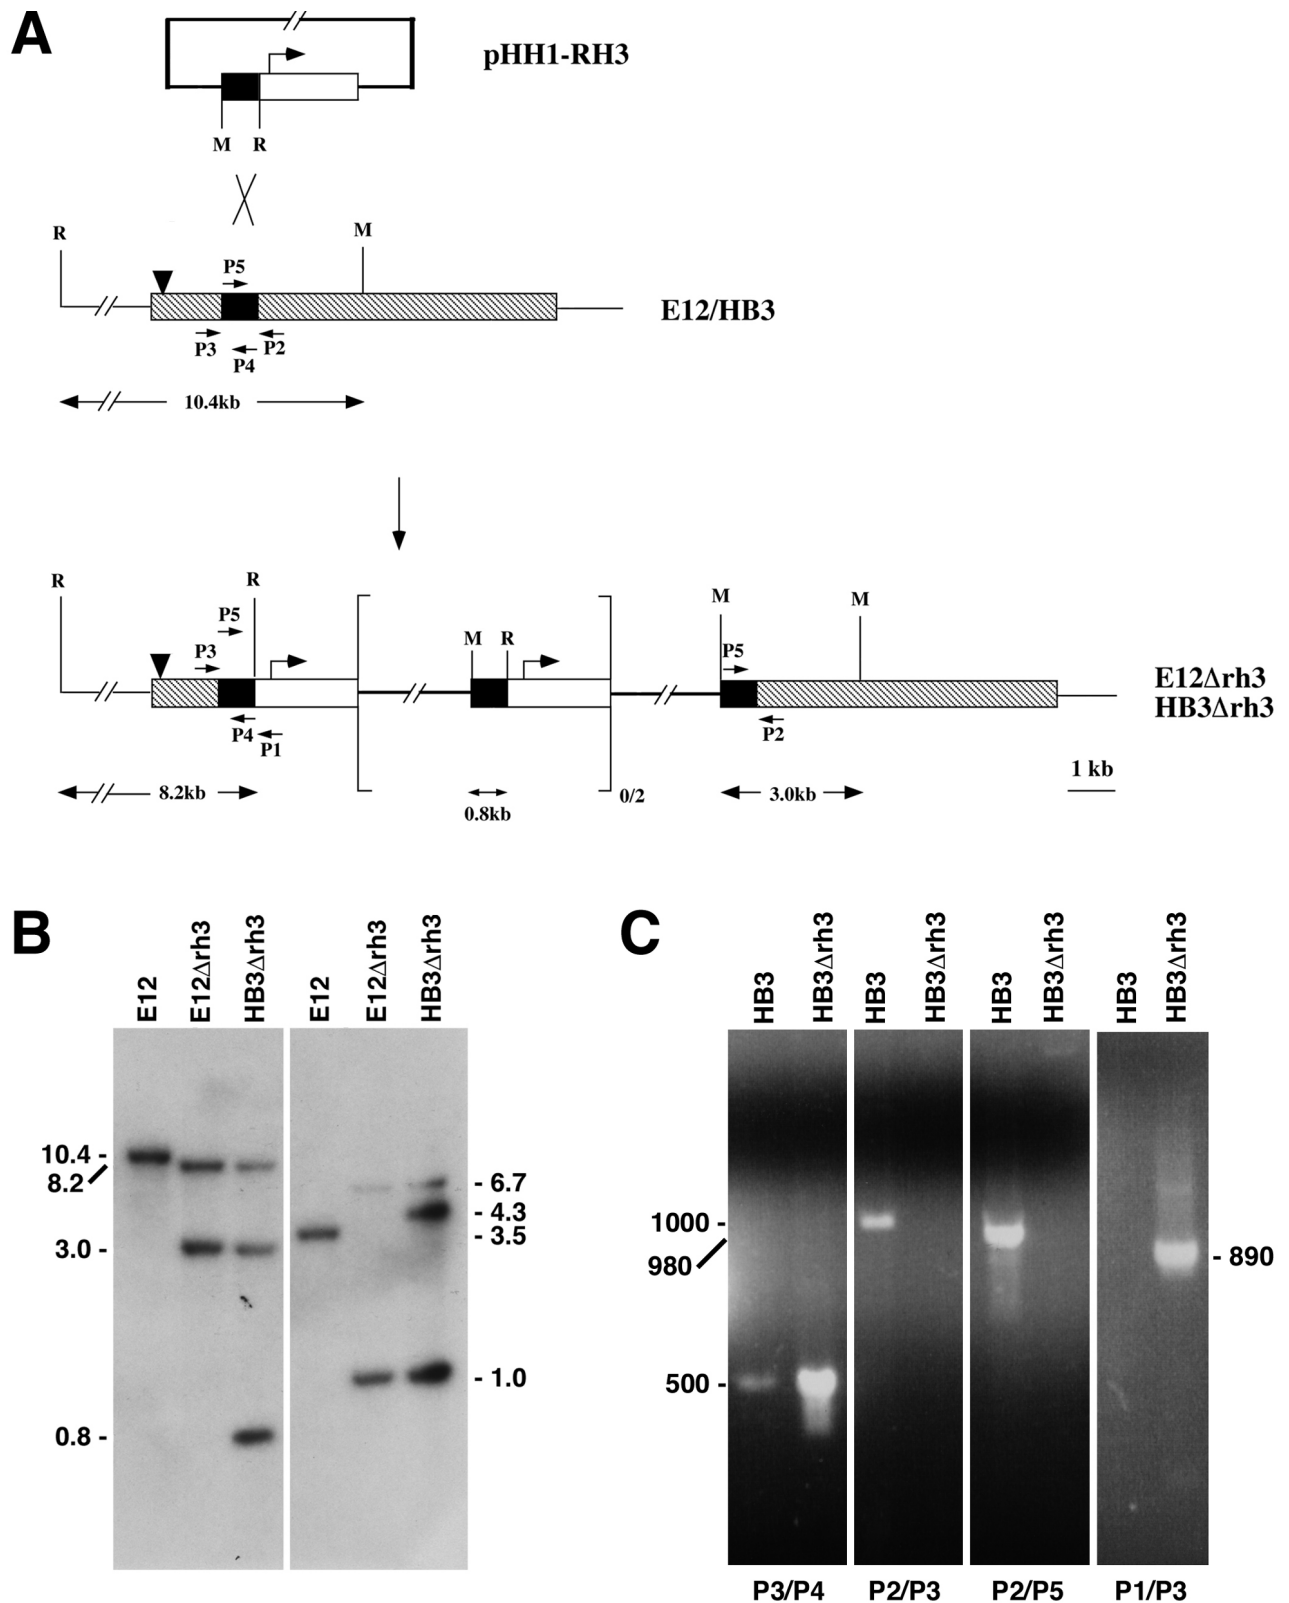 A
pHH1-RH3
M R
R M
P5
E12/HB3
P3 P2
P4
10.4kb
R R
P5 M M
P3 M R P5
E12Δrh3
HB3Δrh3
P4 P1 P2
1 kb
8.2kb 0.8kb 0/2 3.0kb
B
E12 E12Δrh3 HB3Δrh3 E12 E12Δrh3 HB3Δrh3
10.4 -
8.2
3.0 -
0.8 -
- 6.7
- 4.3
- 3.5
- 1.0
C
HB3 HB3Δrh3 HB3 HB3Δrh3 HB3 HB3Δrh3 HB3 HB3Δrh3
1000 -
980
500 -
- 890
P3/P4 P2/P3 P2/P5 P1/P3